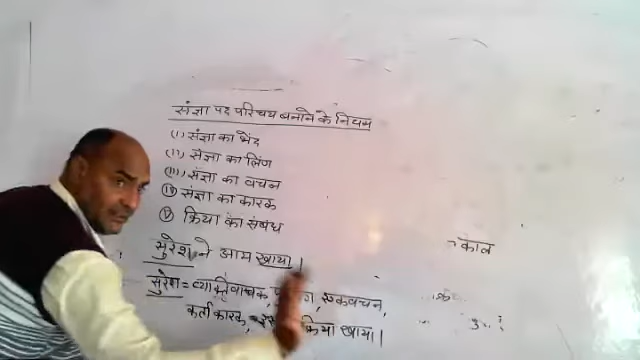 संज्ञा पद परिचय बनाने के नियम
(i) संज्ञा का भेद
(ii) संज्ञा का लिंग
(iii) संज्ञा का वचन
(iv) संज्ञा का कारक
(v) क्रिया का संबंध
सुरेश ने आम खाया।
काल
सुरेश = व्यक्तिवाचक, एकवचन,
कर्ता कारक, क्रिया खाया।